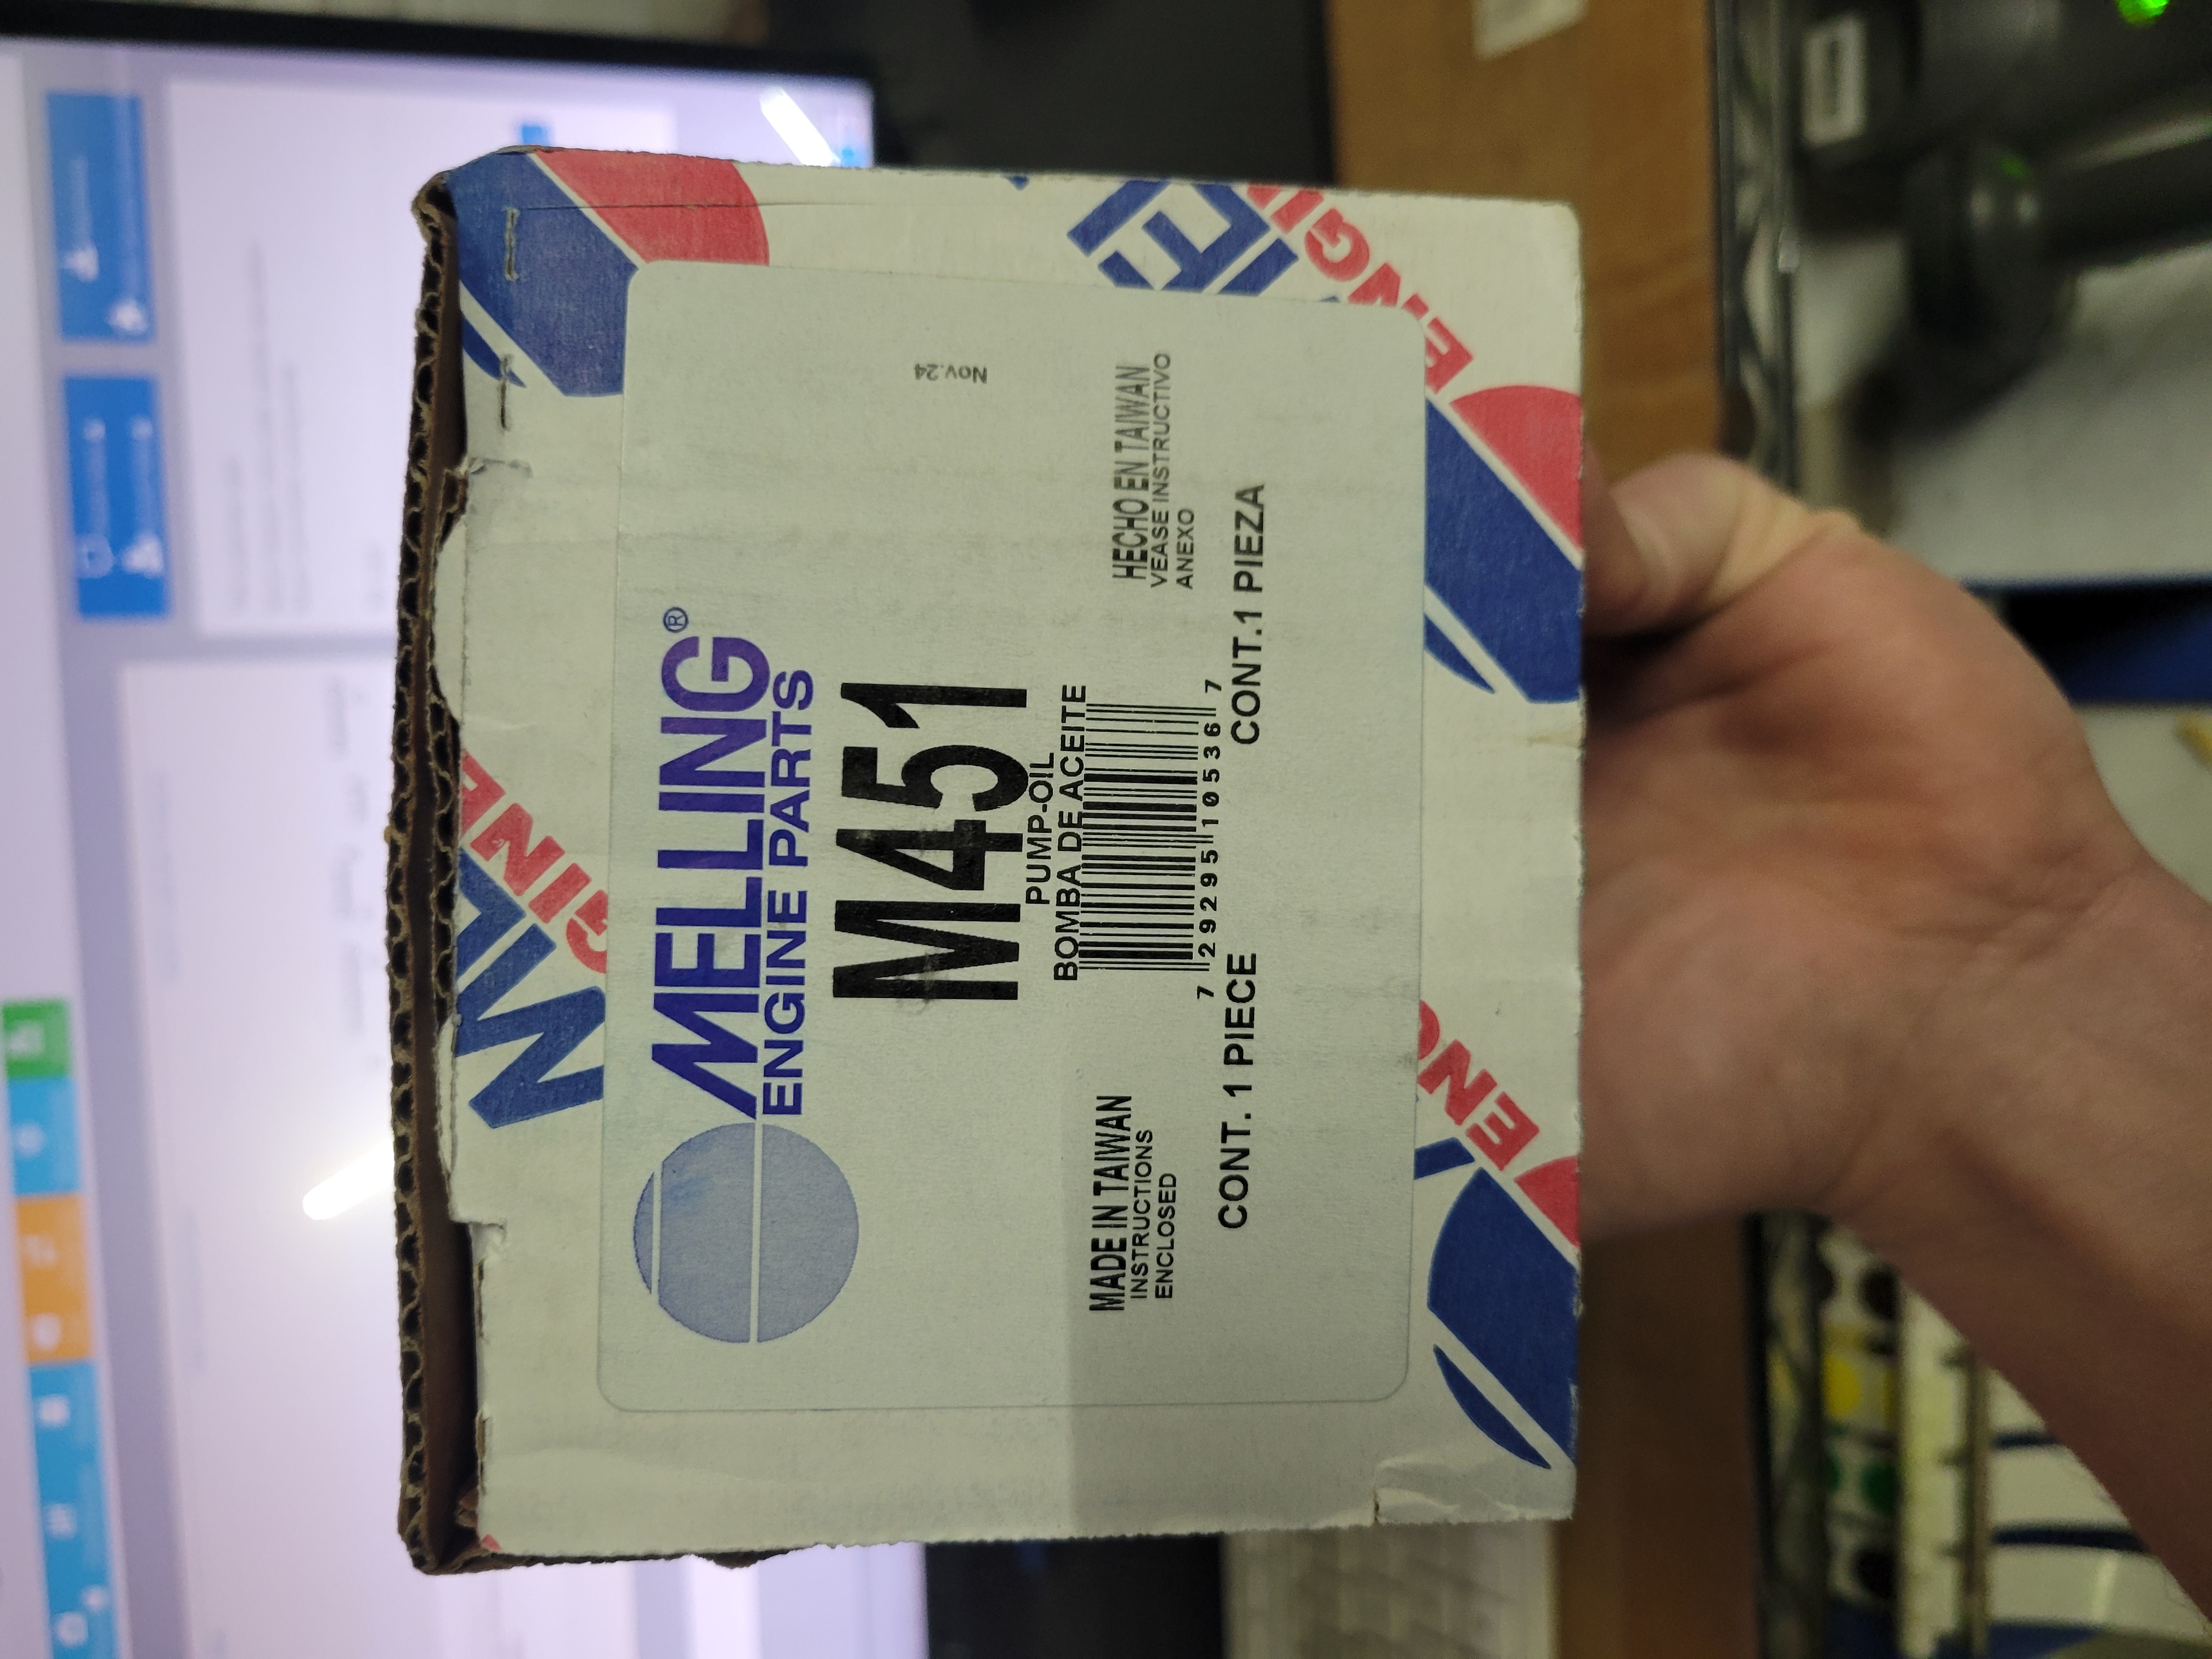 MELLING®
ENGINE PARTS
M451
PUMP-OIL
BOMBA DE ACEITE
7 29295 10536 7
MADE IN TAIWAN
INSTRUCTIONS
ENCLOSED
HECHO EN TAIWAN
VEASE INSTRUCTIVO
ANEXO
CONT. 1 PIECE
CONT.1 PIEZA
Nov.24